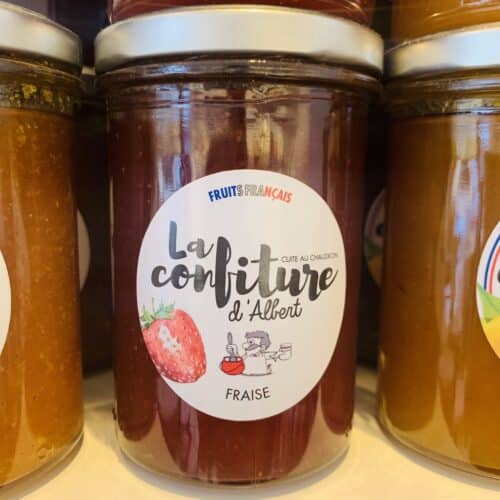 FRUITS FRANÇAIS
La
CUITE AU CHAUDRON
confiture
d'Albert
FRAISE